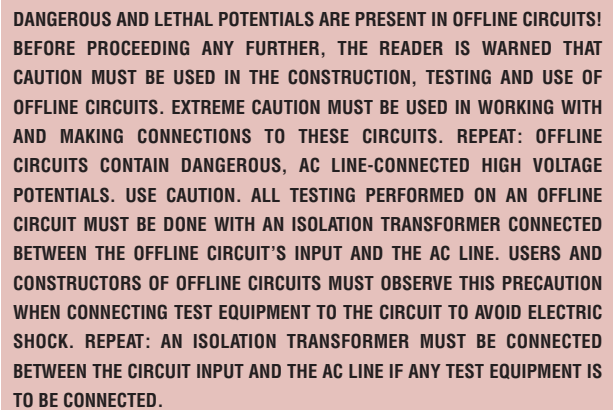 DANGEROUS AND LETHAL POTENTIALS ARE PRESENT IN OFFLINE CIRCUITS!
BEFORE PROCEEDING ANY FURTHER, THE READER IS WARNED THAT
CAUTION MUST BE USED IN THE CONSTRUCTION, TESTING AND USE OF
OFFLINE CIRCUITS. EXTREME CAUTION MUST BE USED IN WORKING WITH
AND MAKING CONNECTIONS TO THESE CIRCUITS. REPEAT: OFFLINE
CIRCUITS CONTAIN DANGEROUS, AC LINE-CONNECTED HIGH VOLTAGE
POTENTIALS. USE CAUTION. ALL TESTING PERFORMED ON AN OFFLINE
CIRCUIT MUST BE DONE WITH AN ISOLATION TRANSFORMER CONNECTED
BETWEEN THE OFFLINE CIRCUIT'S INPUT AND THE AC LINE. USERS AND
CONSTRUCTORS OF OFFLINE CIRCUITS MUST OBSERVE THIS PRECAUTION
WHEN CONNECTING TEST EQUIPMENT TO THE CIRCUIT TO AVOID ELECTRIC
SHOCK. REPEAT: AN ISOLATION TRANSFORMER MUST BE CONNECTED
BETWEEN THE CIRCUIT INPUT AND THE AC LINE IF ANY TEST EQUIPMENT IS
TO BE CONNECTED.